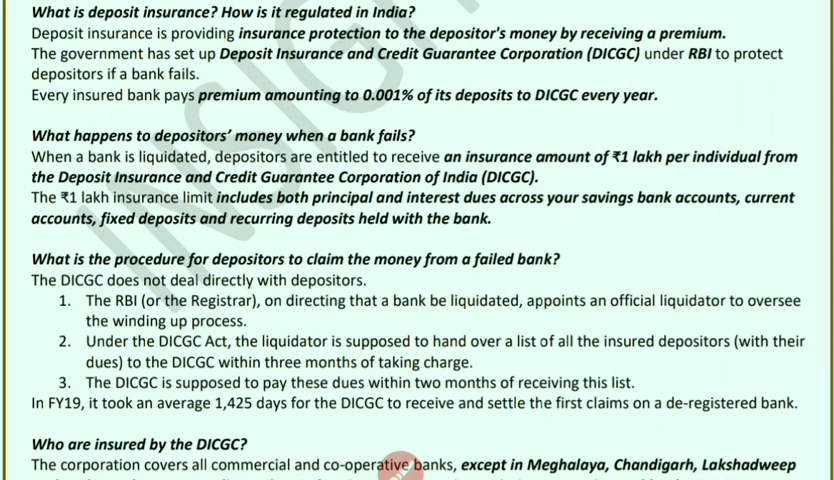 What is deposit insurance? How is it regulated in India?
Deposit insurance is providing insurance protection to the depositor's money by receiving a premium.
The government has set up Deposit Insurance and Credit Guarantee Corporation (DICGC) under RBI to protect
depositors if a bank fails.
Every insured bank pays premium amounting to 0.001% of its deposits to DICGC every year.
What happens to depositors’ money when a bank fails?
When a bank is liquidated, depositors are entitled to receive an insurance amount of ₹1 lakh per individual from
the Deposit Insurance and Credit Guarantee Corporation of India (DICGC).
The ₹1 lakh insurance limit includes both principal and interest dues across your savings bank accounts, current
accounts, fixed deposits and recurring deposits held with the bank.
What is the procedure for depositors to claim the money from a failed bank?
The DICGC does not deal directly with depositors.
1. The RBI (or the Registrar), on directing that a bank be liquidated, appoints an official liquidator to oversee
the winding up process.
2. Under the DICGC Act, the liquidator is supposed to hand over a list of all the insured depositors (with their
dues) to the DICGC within three months of taking charge.
3. The DICGC is supposed to pay these dues within two months of receiving this list.
In FY19, it took an average 1,425 days for the DICGC to receive and settle the first claims on a de-registered bank.
Who are insured by the DICGC?
The corporation covers all commercial and co-operative banks, except in Meghalaya, Chandigarh, Lakshadweep